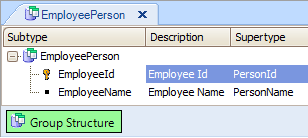 EmployeePerson
Subtype Description Supertype
EmployeePerson
EmployeeId Employee Id PersonId
EmployeeName Employee Name PersonName
Group Structure